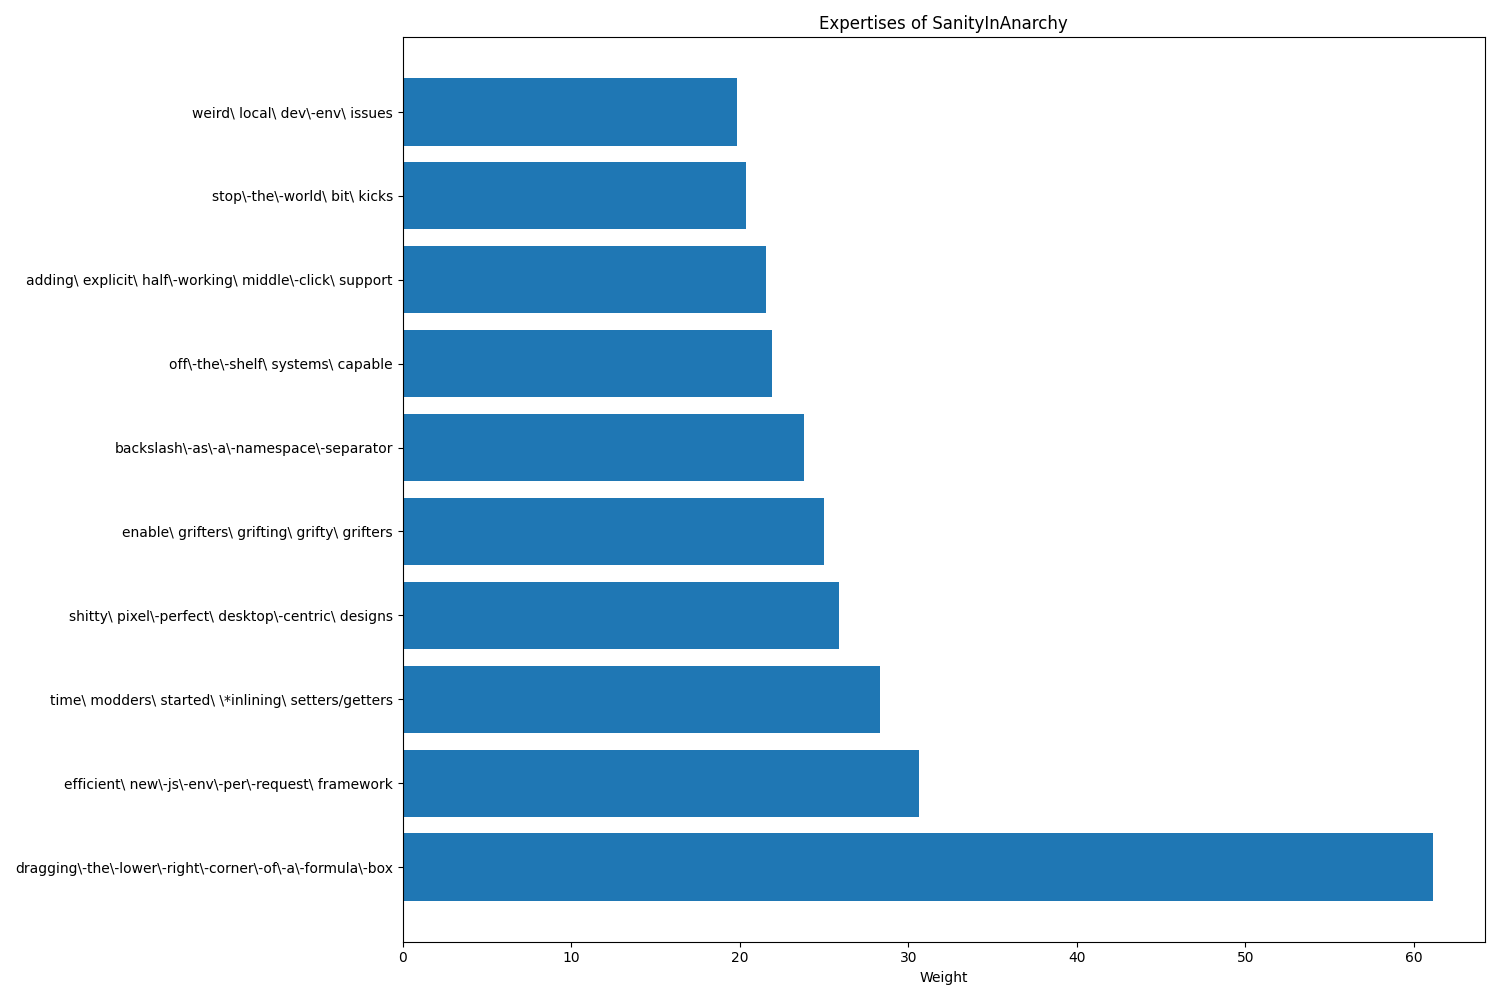 Expertises of SanityInAnarchy
weird\ local\ dev\-env\ issues
stop\-the\-world\ bit\ kicks
adding\ explicit\ half\-working\ middle\-click\ support
off\-the\-shelf\ systems\ capable
backslash\-as\-a\-namespace\-separator
enable\ grifters\ grifting\ grifty\ grifters
shitty\ pixel\-perfect\ desktop\-centric\ designs
time\ modders\ started\ \*inlining\ setters/getters
efficient\ new\-js\-env\-per\-request\ framework
dragging\-the\-lower\-right\-corner\-of\-a\-formula\-box
0 10 20 30 40 50 60
Weight